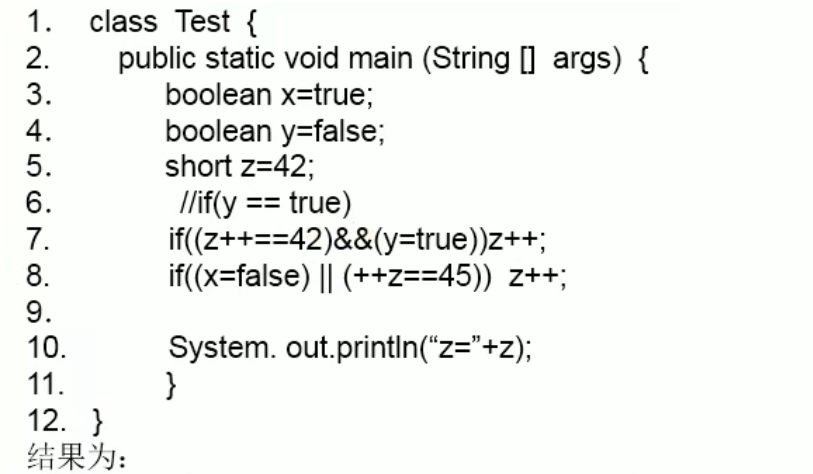 1. class Test {
2. public static void main (String [] args) {
3. boolean x=true;
4. boolean y=false;
5. short z=42;
6. //if(y == true)
7. if((z++==42)&&(y=true))z++;
8. if((x=false) || (++z==45)) z++;
9.
10. System. out.println(“z=”+z);
11. }
12. }
结果为：